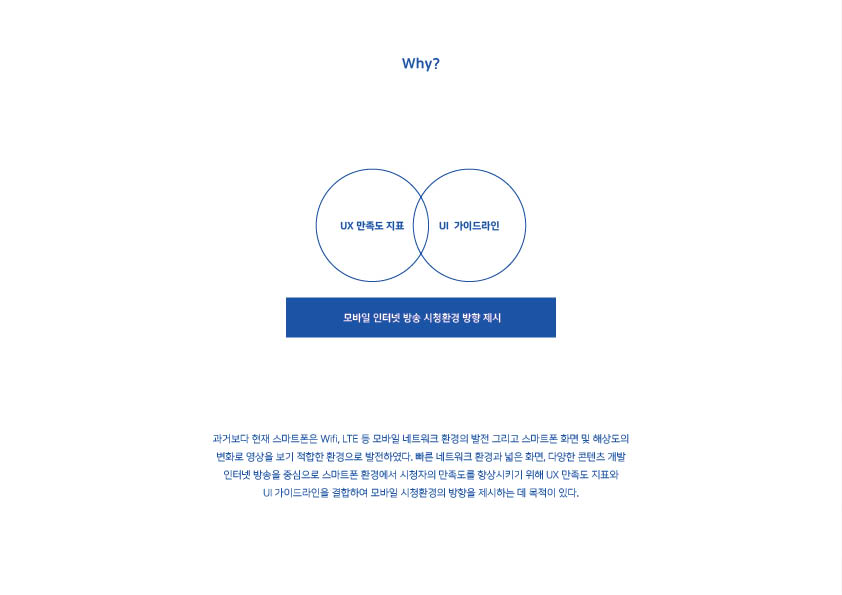 Why?
UX 만족도 지표
UI 가이드라인
모바일 인터넷 방송 시청환경 방향 제시
과거보다 현재 스마트폰은 Wifi, LTE 등 모바일 네트워크 환경의 발전 그리고 스마트폰 화면 및 해상도의
변화로 영상을 보기 적합한 환경으로 발전하였다. 빠른 네트워크 환경과 넓은 화면, 다양한 콘텐츠 개발
인터넷 방송을 중심으로 스마트폰 환경에서 시청자의 만족도를 향상시키기 위해 UX 만족도 지표와
UI 가이드라인을 결합하여 모바일 시청환경의 방향을 제시하는 데 목적이 있다.